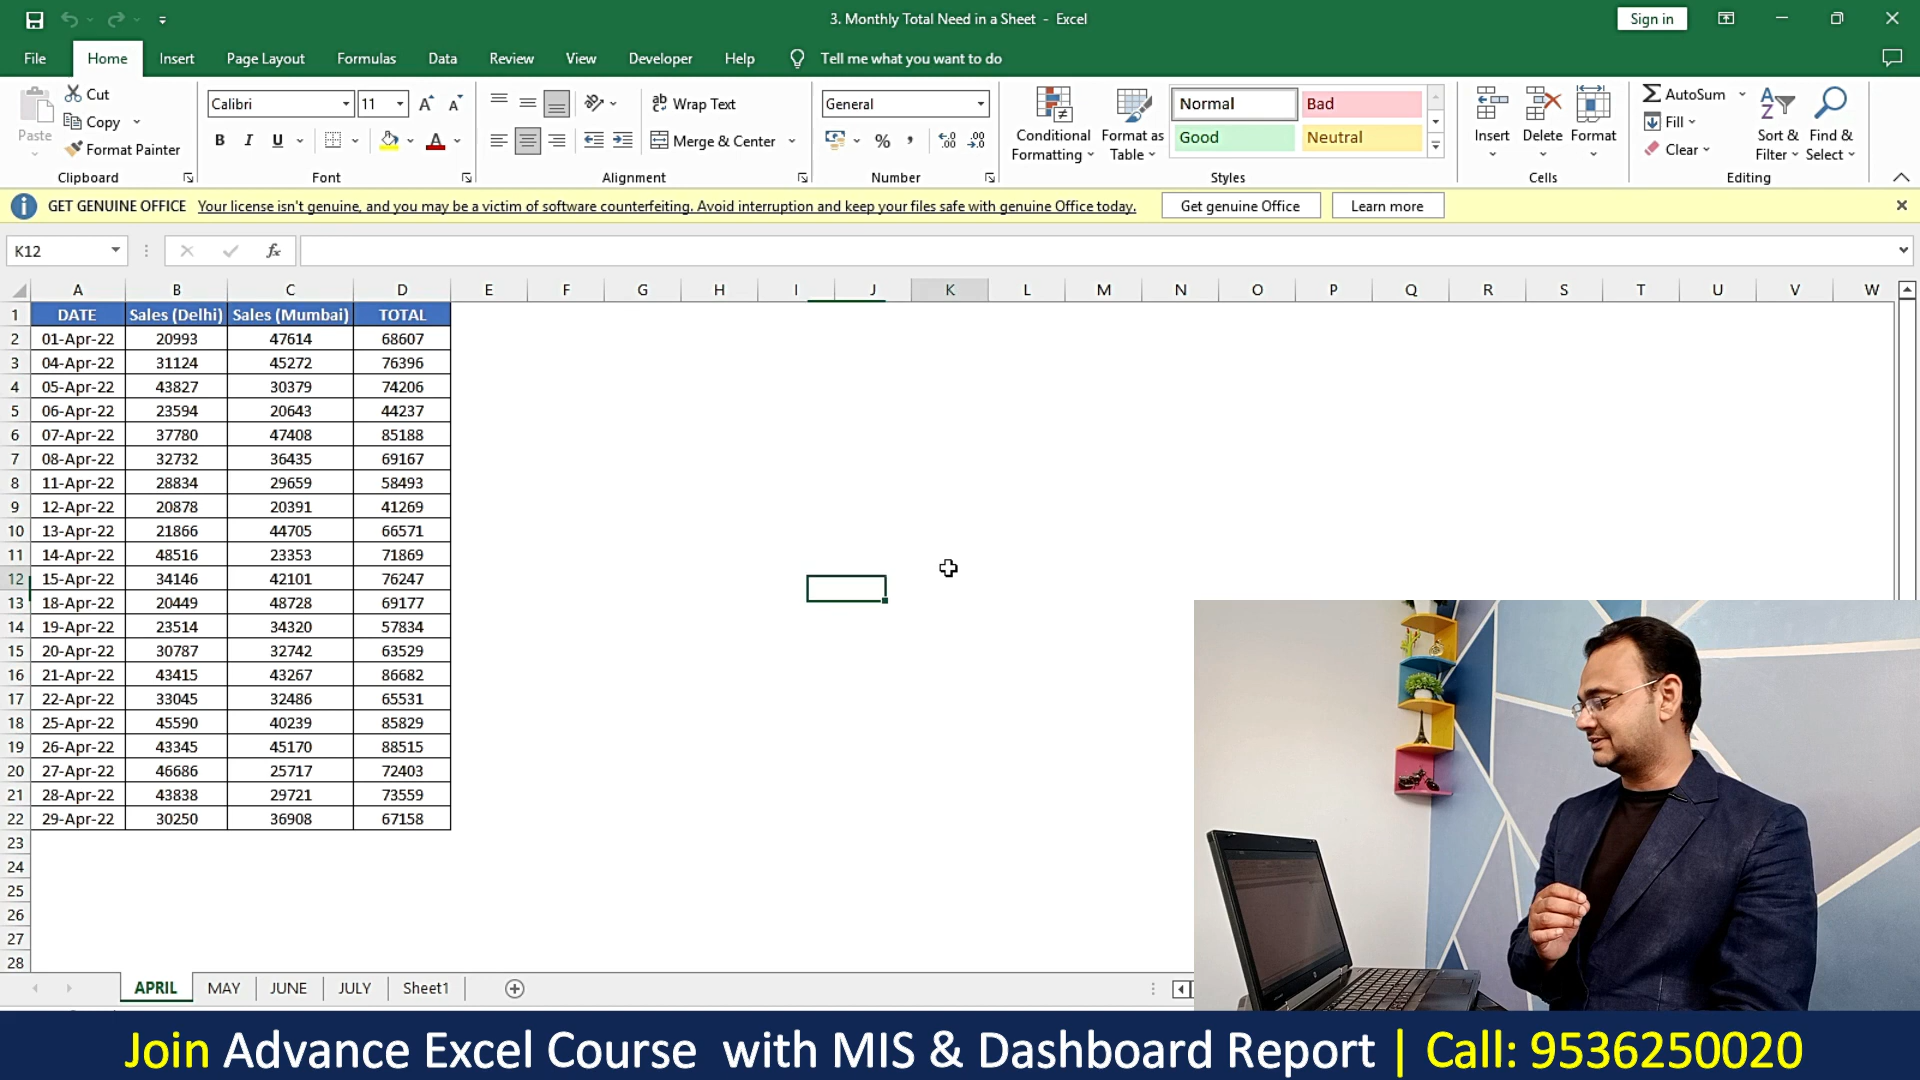 3. Monthly Total Need in a Sheet - Excel
Sign in
File Home Insert Page Layout Formulas Data Review View Developer Help Tell me what you want to do
Paste
Cut
Copy
Format Painter
Clipboard
Calibri 11
B I U
Font
Wrap Text
Merge & Center
Alignment
General
%
Number
Conditional Formatting
Format as Table
Normal Bad
Good Neutral
Styles
Insert Delete Format
Cells
AutoSum
Fill
Clear
Sort & Filter
Find & Select
Editing
GET GENUINE OFFICE Your license isn't genuine, and you may be a victim of software counterfeiting. Avoid interruption and keep your files safe with genuine Office today. Get genuine Office Learn more
K12 fx
A B C D E F G H I J K L M N O P Q R S T U V W
1 DATE Sales (Delhi) Sales (Mumbai) TOTAL
2 01-Apr-22 20993 47614 68607
3 04-Apr-22 31124 45272 76396
4 05-Apr-22 43827 30379 74206
5 06-Apr-22 23594 20643 44237
6 07-Apr-22 37780 47408 85188
7 08-Apr-22 32732 36435 69167
8 11-Apr-22 28834 29659 58493
9 12-Apr-22 20878 20391 41269
10 13-Apr-22 21866 44705 66571
11 14-Apr-22 48516 23353 71869
12 15-Apr-22 34146 42101 76247
13 18-Apr-22 20449 48728 69177
14 19-Apr-22 23514 34320 57834
15 20-Apr-22 30787 32742 63529
16 21-Apr-22 43415 43267 86682
17 22-Apr-22 33045 32486 65531
18 25-Apr-22 45590 40239 85829
19 26-Apr-22 43345 45170 88515
20 27-Apr-22 46686 25717 72403
21 28-Apr-22 43838 29721 73559
22 29-Apr-22 30250 36908 67158
23
24
25
26
27
28
APRIL MAY JUNE JULY Sheet1
Join Advance Excel Course with MIS & Dashboard Report | Call: 9536250020